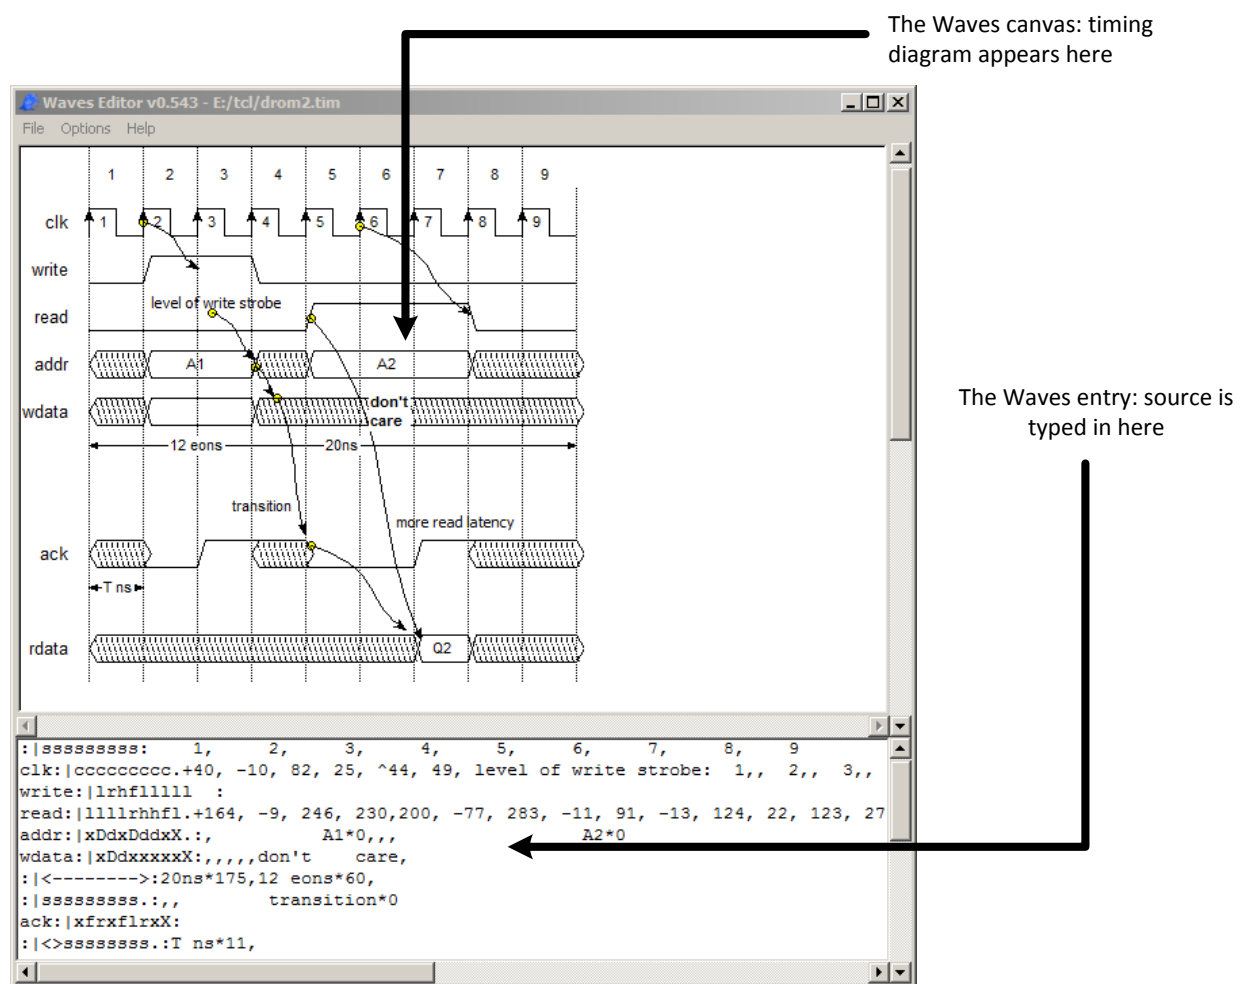 The Waves canvas: timing
diagram appears here
Waves Editor v0.543 - E:/tcl/drom2.tim
File Options Help
1 2 3 4 5 6 7 8 9
clk 1 2 3 4 5 6 7 8 9
write
level of write strobe
read
addr A1 A2
don't
wdata
care
12 eons 20ns
transition
more read latency
ack
T ns
rdata Q2
The Waves entry: source is
typed in here
:|sssssssss: 1, 2, 3, 4, 5, 6, 7, 8, 9
clk:|ccccccccc.+40, -10, 82, 25, ^44, 49, level of write strobe: 1,, 2,, 3,,
write:|lrhflllll :
read:|llllrhhfl.+164, -9, 246, 230,200, -77, 283, -11, 91, -13, 124, 22, 123, 27
addr:|xDdxDddxX.:, A1*0,,, A2*0
wdata:|xDdxxxxxX:,,,,,don't care,
:|<-------->:20ns*175,12 eons*60,
:|sssssssss.:,, transition*0
ack:|xfrxflrxX:
:|<>ssssssss.:T ns*11,